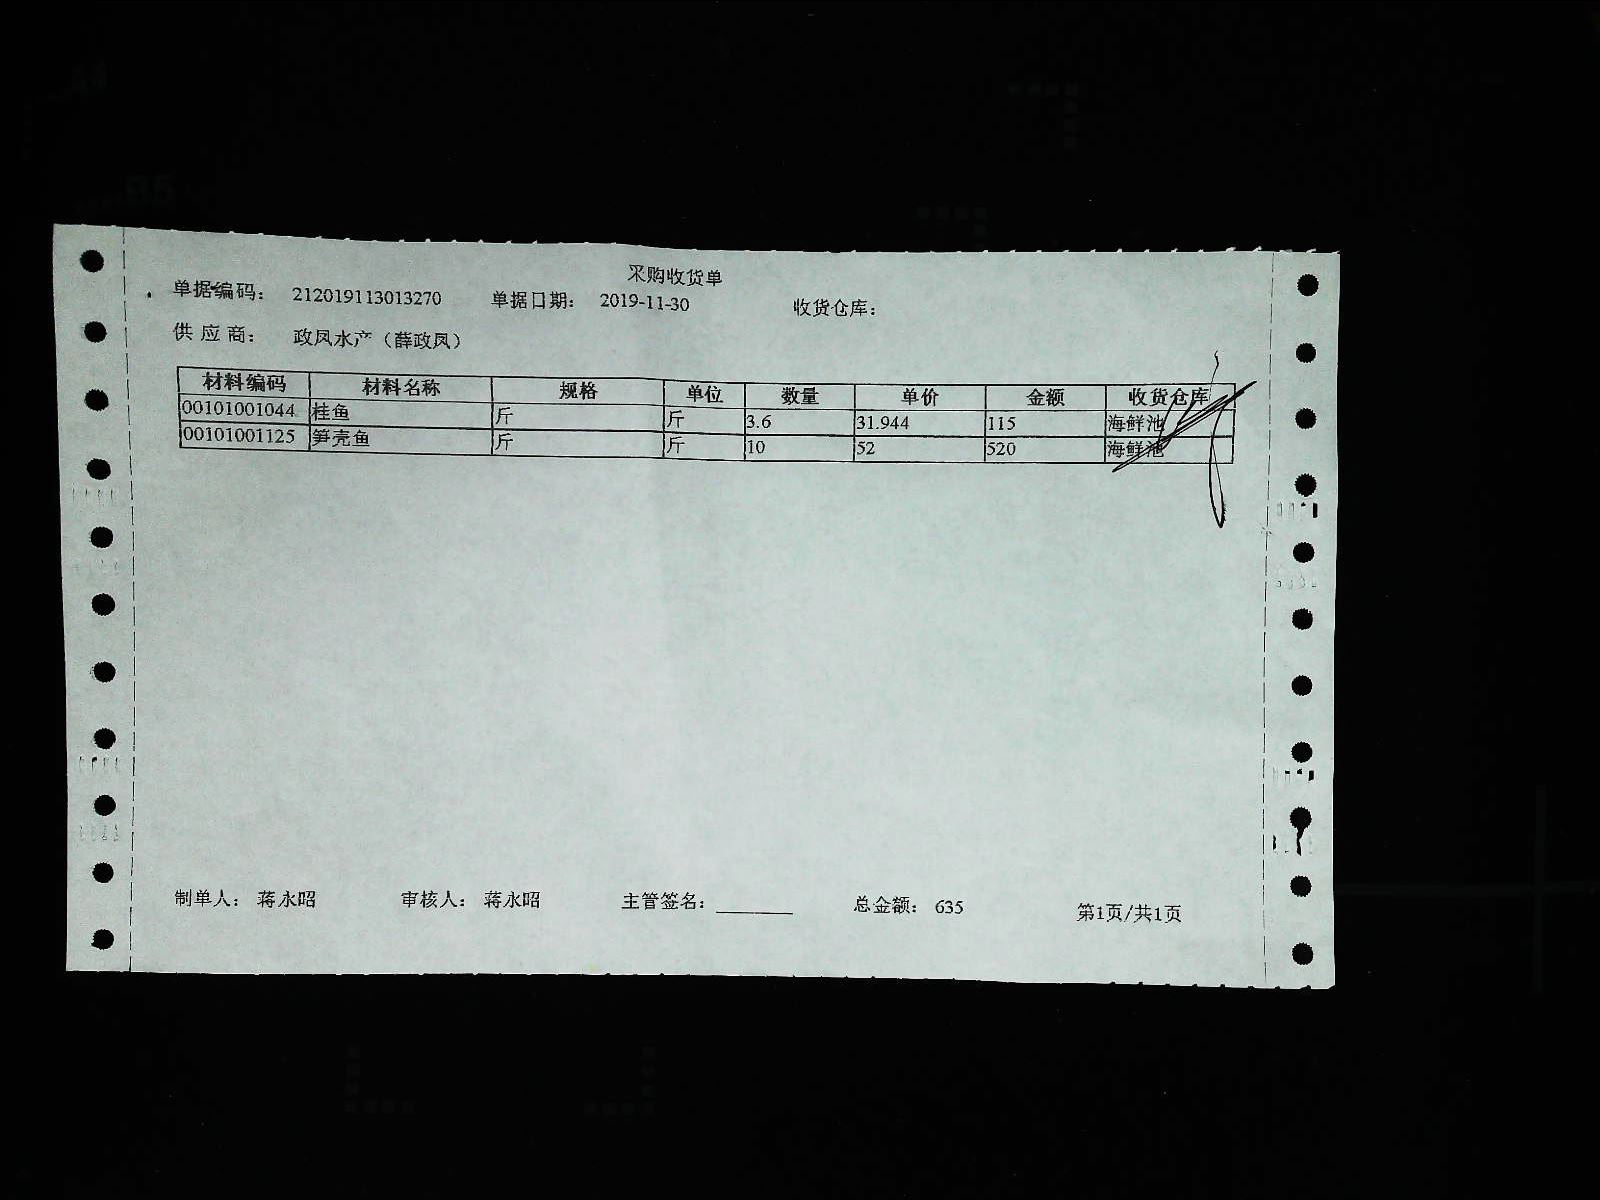 采购收货单
单据编码： 212019113013270 单据日期： 2019-11-30 收货仓库：
供 应 商： 政凤水产（薛政凤）
材料编码 材料名称 规格 单位 数量 单价 金额 收货仓库
00101001044 桂鱼 斤 斤 3.6 31.944 115 海鲜池
00101001125 笋壳鱼 斤 斤 10 52 520 海鲜池
制单人： 蒋永昭 审核人： 蒋永昭 主管签名：________ 总金额： 635 第1页/共1页